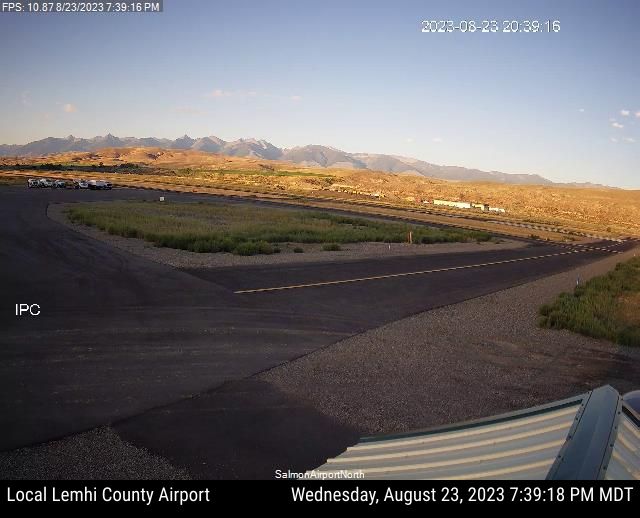 FPS: 10.87 8/23/2023 7:39:16 PM
2023-08-23 20:39:16
IPC
SalmonAirportNorth
Local Lemhi County Airport
Wednesday, August 23, 2023 7:39:18 PM MDT